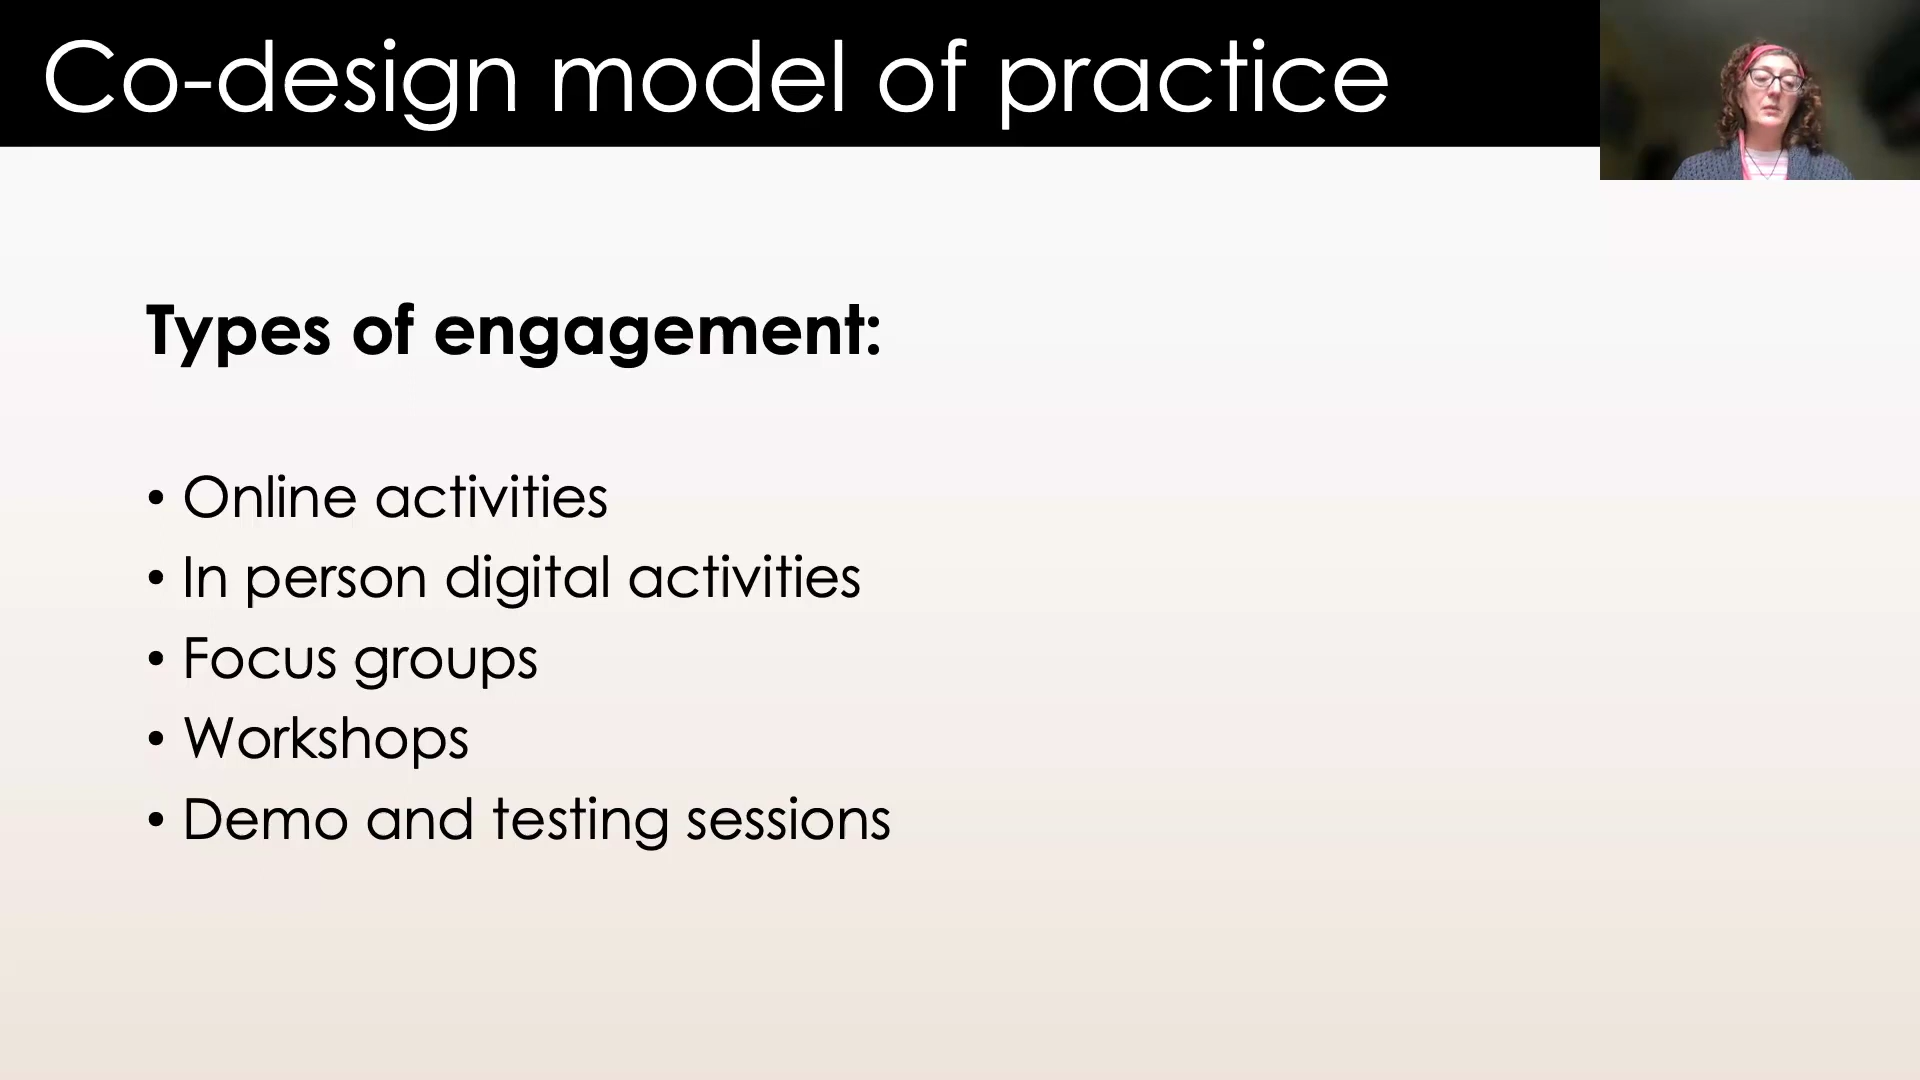 Co-design model of practice
Types of engagement:
• Online activities
• In person digital activities
• Focus groups
• Workshops
• Demo and testing sessions